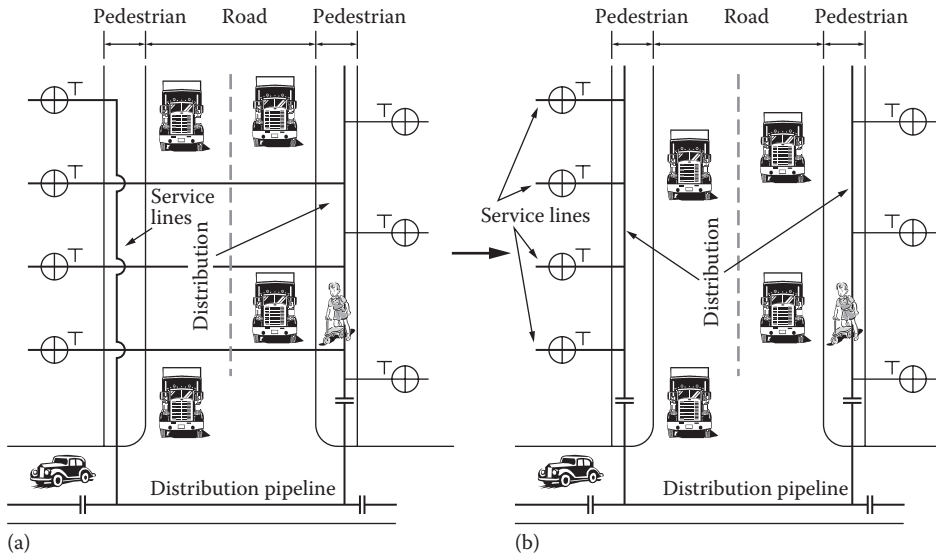 Pedestrian Road Pedestrian
Service
lines
Distribution
Distribution pipeline
(a)
Pedestrian Road Pedestrian
Service lines
Distribution
Distribution pipeline
(b)